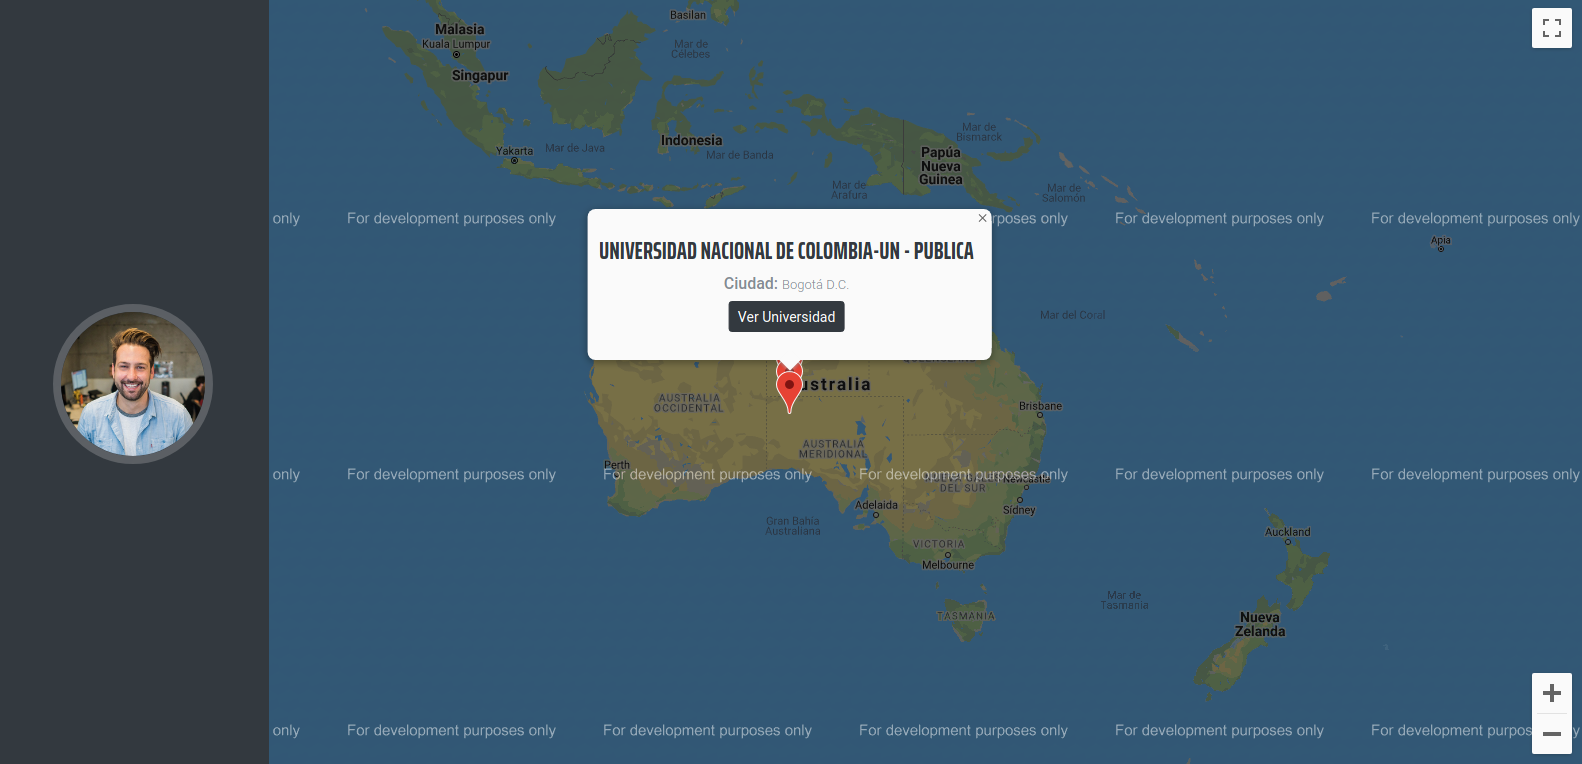 Basilan
Malasia
Kuala Lumpur
Mar de
Célebes
Singapur
Mar de
Bismarck
Indonesia
Yakarta
Mar de Java
Mar de Banda
Papúa
Nueva
Guinea
Mar de
Arafura
Mar de
Salomón
only
For development purposes only
rposes only
For development purposes only
For development purposes only
Apia
UNIVERSIDAD NACIONAL DE COLOMBIA-UN - PUBLICA
Ciudad: Bogotá D.C.
Ver Universidad
Mar del Coral
ustralia
AUSTRALIA
OCCIDENTAL
Brisbane
AUSTRALIA
MERIDIONAL
Perth
only
For development purposes only
For development purposes only
For development purposes only
For development purposes only
For development purposes only
Newcastle
DEL SUR
Adelaida
Sídney
Gran Bahía
Australiana
Auckland
VICTORIA
Melbourne
Mar de
Tasmania
TASMANIA
Nueva
Zelanda
only
For development purposes only
For development purposes only
For development purposes only
For development purposes only
For development purpos
y